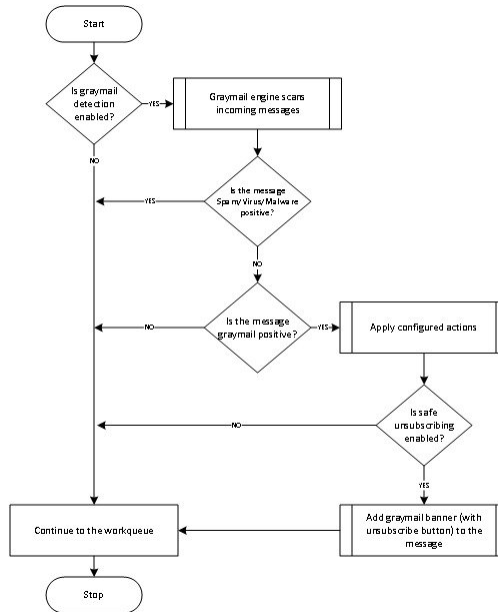 Start
Is graymail
detection
enabled?
YES
Graymail engine scans
incoming messages
NO
Is the message
Spam/Virus/Malware
positive?
YES
NO
Is the message
graymail positive?
NO
YES
Apply configured actions
Is safe
unsubscribing
enabled?
NO
YES
Continue to the workqueue
Add graymail banner (with
unsubscribe button) to the
message
Stop